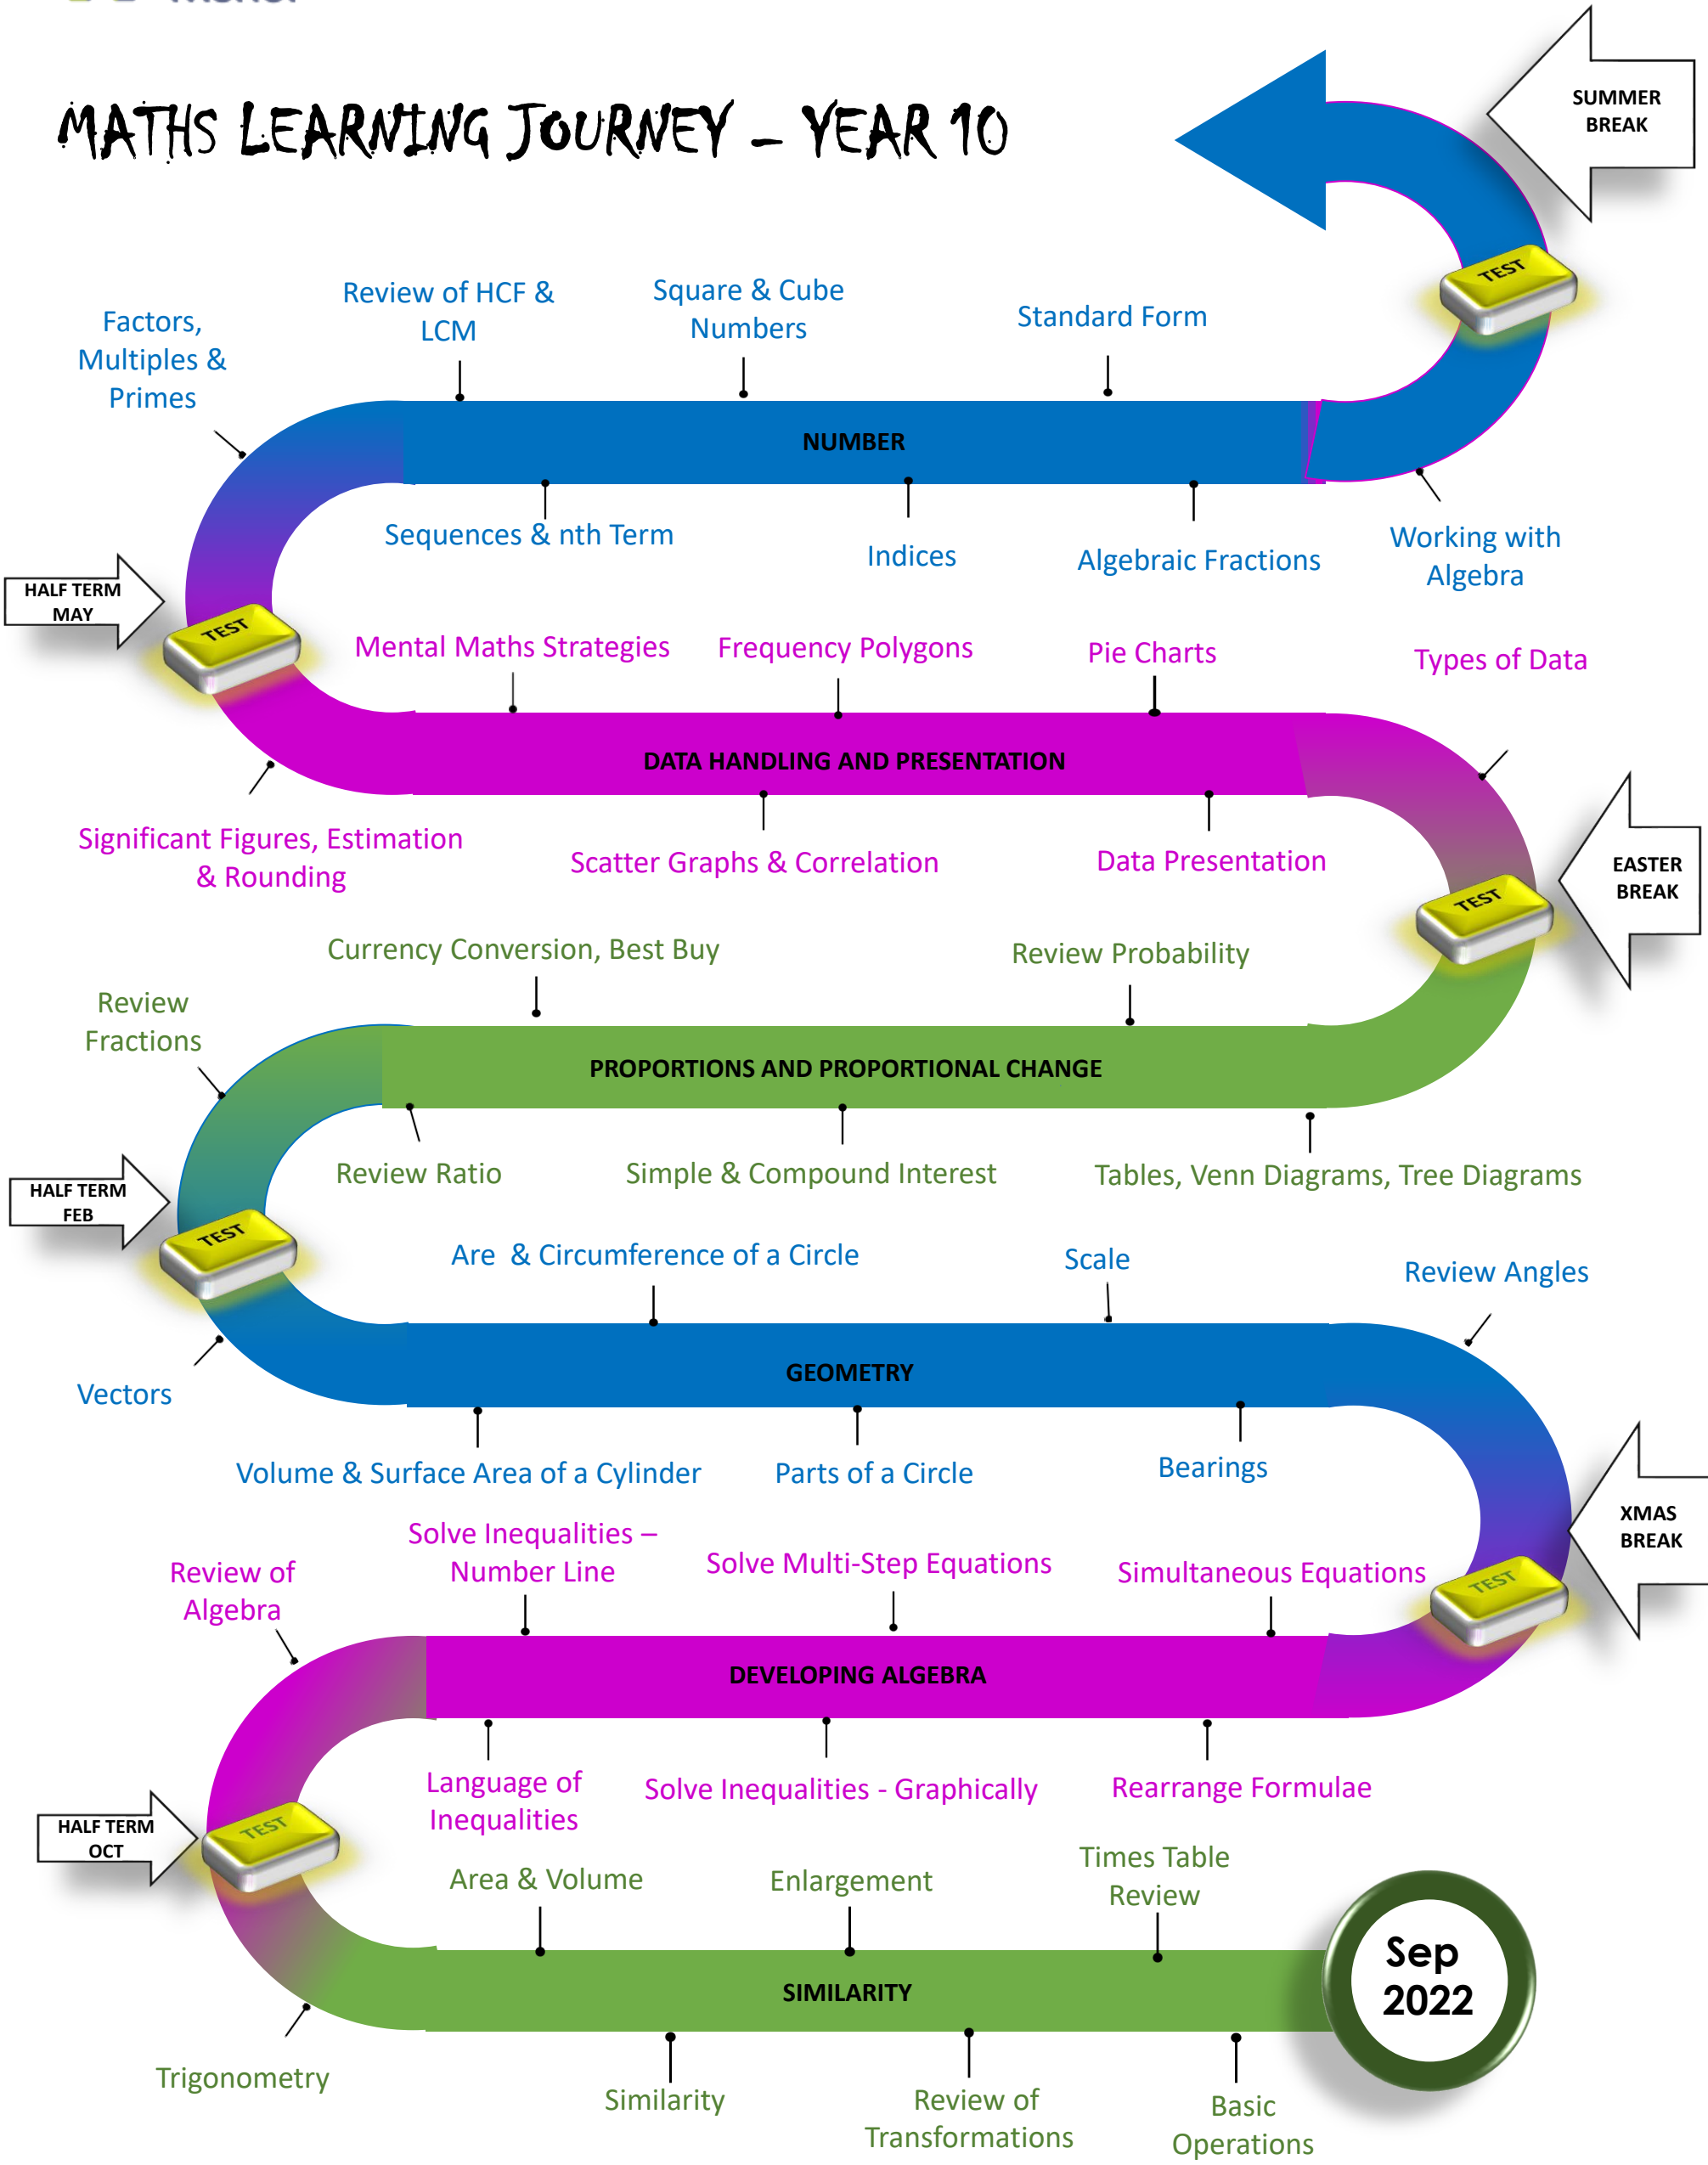 MATHS LEARNING JOURNEY – YEAR 10
SUMMER
BREAK
TEST
Factors,
Multiples &
Primes
Review of HCF &
LCM
Square & Cube
Numbers
Standard Form
NUMBER
Sequences & nth Term
Indices
Algebraic Fractions
Working with
Algebra
HALF TERM
MAY
TEST
Mental Maths Strategies
Frequency Polygons
Pie Charts
Types of Data
DATA HANDLING AND PRESENTATION
Significant Figures, Estimation
& Rounding
Scatter Graphs & Correlation
Data Presentation
EASTER
BREAK
TEST
Currency Conversion, Best Buy
Review Probability
Review
Fractions
PROPORTIONS AND PROPORTIONAL CHANGE
Review Ratio
Simple & Compound Interest
Tables, Venn Diagrams, Tree Diagrams
HALF TERM
FEB
TEST
Are & Circumference of a Circle
Scale
Review Angles
GEOMETRY
Vectors
Volume & Surface Area of a Cylinder
Parts of a Circle
Bearings
XMAS
BREAK
TEST
Review of
Algebra
Solve Inequalities –
Number Line
Solve Multi-Step Equations
Simultaneous Equations
DEVELOPING ALGEBRA
Language of
Inequalities
Solve Inequalities - Graphically
Rearrange Formulae
HALF TERM
OCT
TEST
Area & Volume
Enlargement
Times Table
Review
SIMILARITY
Sep
2022
Trigonometry
Similarity
Review of
Transformations
Basic
Operations